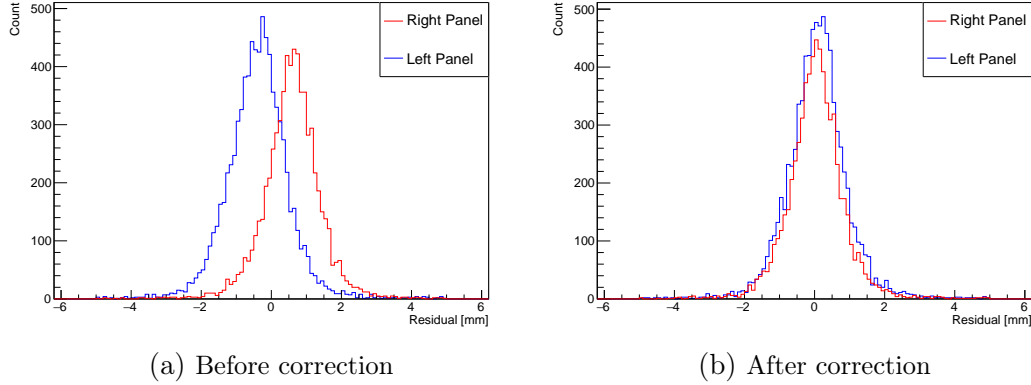 Count
500
400
300
200
100
0
−6
−4
−2
0
2
4
6
Residual [mm]
Right Panel
Left Panel
(a) Before correction
Count
500
400
300
200
100
0
−6
−4
−2
0
2
4
6
Residual [mm]
Right Panel
Left Panel
(b) After correction